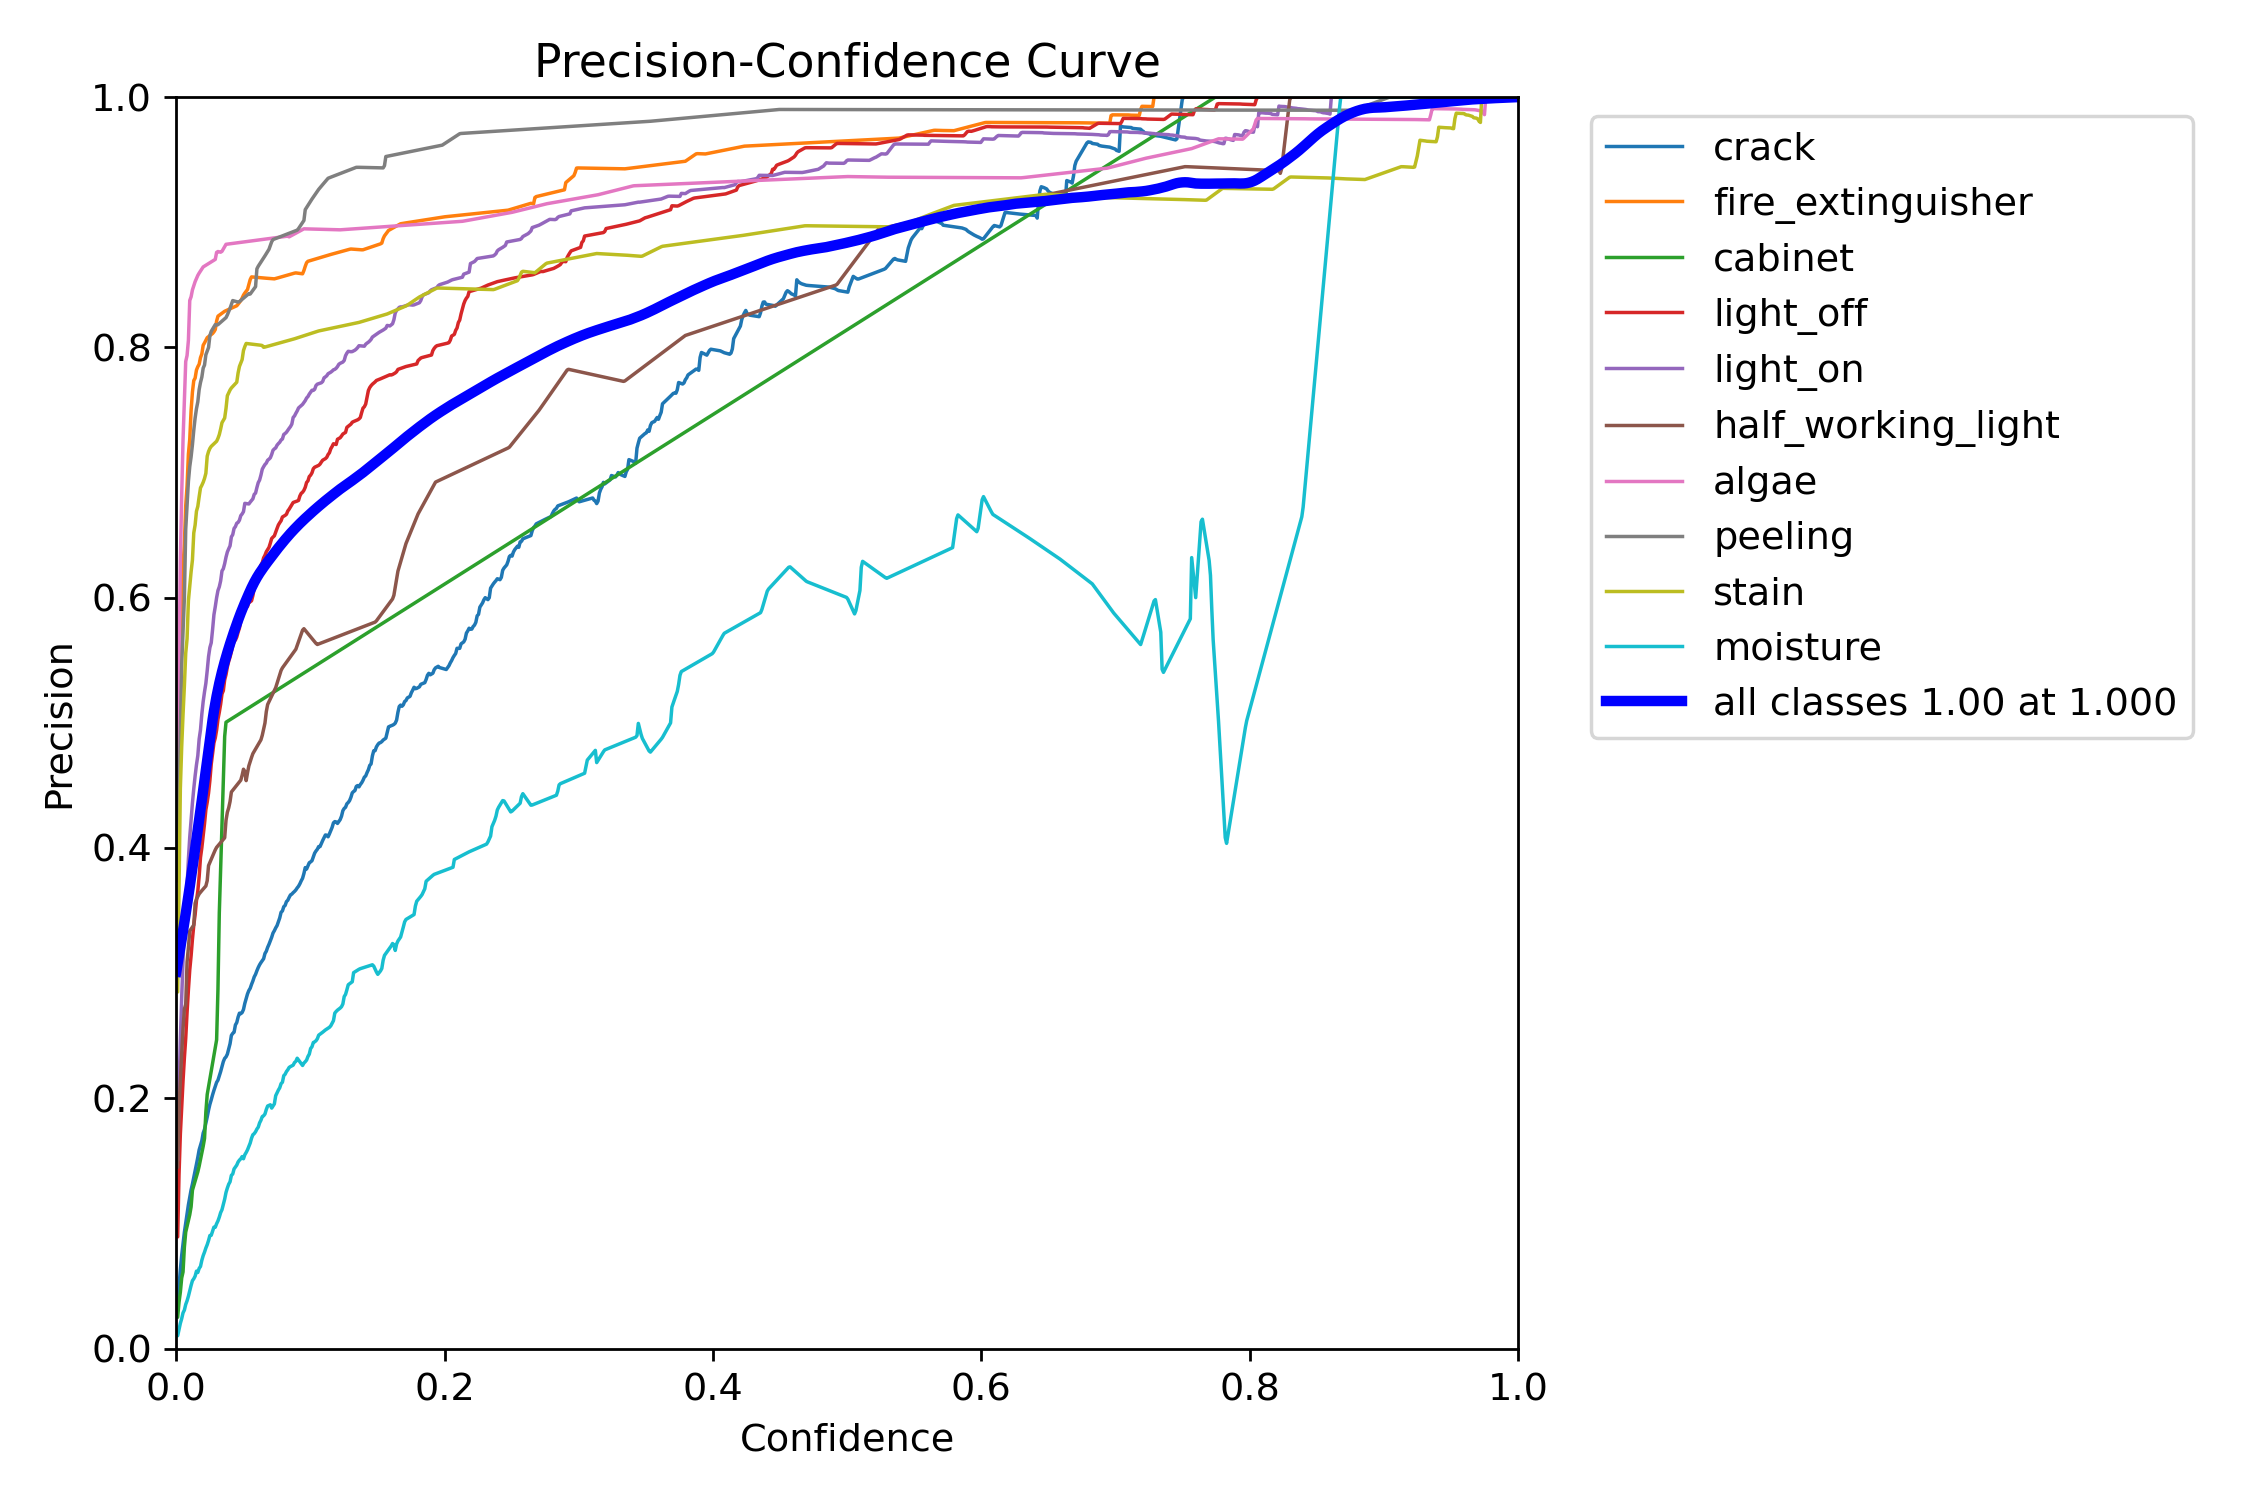 Precision-Confidence Curve
1.0
0.8
0.6
0.4
0.2
0.0
Precision
0.0 0.2 0.4 0.6 0.8 1.0
Confidence
crack
fire_extinguisher
cabinet
light_off
light_on
half_working_light
algae
peeling
stain
moisture
all classes 1.00 at 1.000